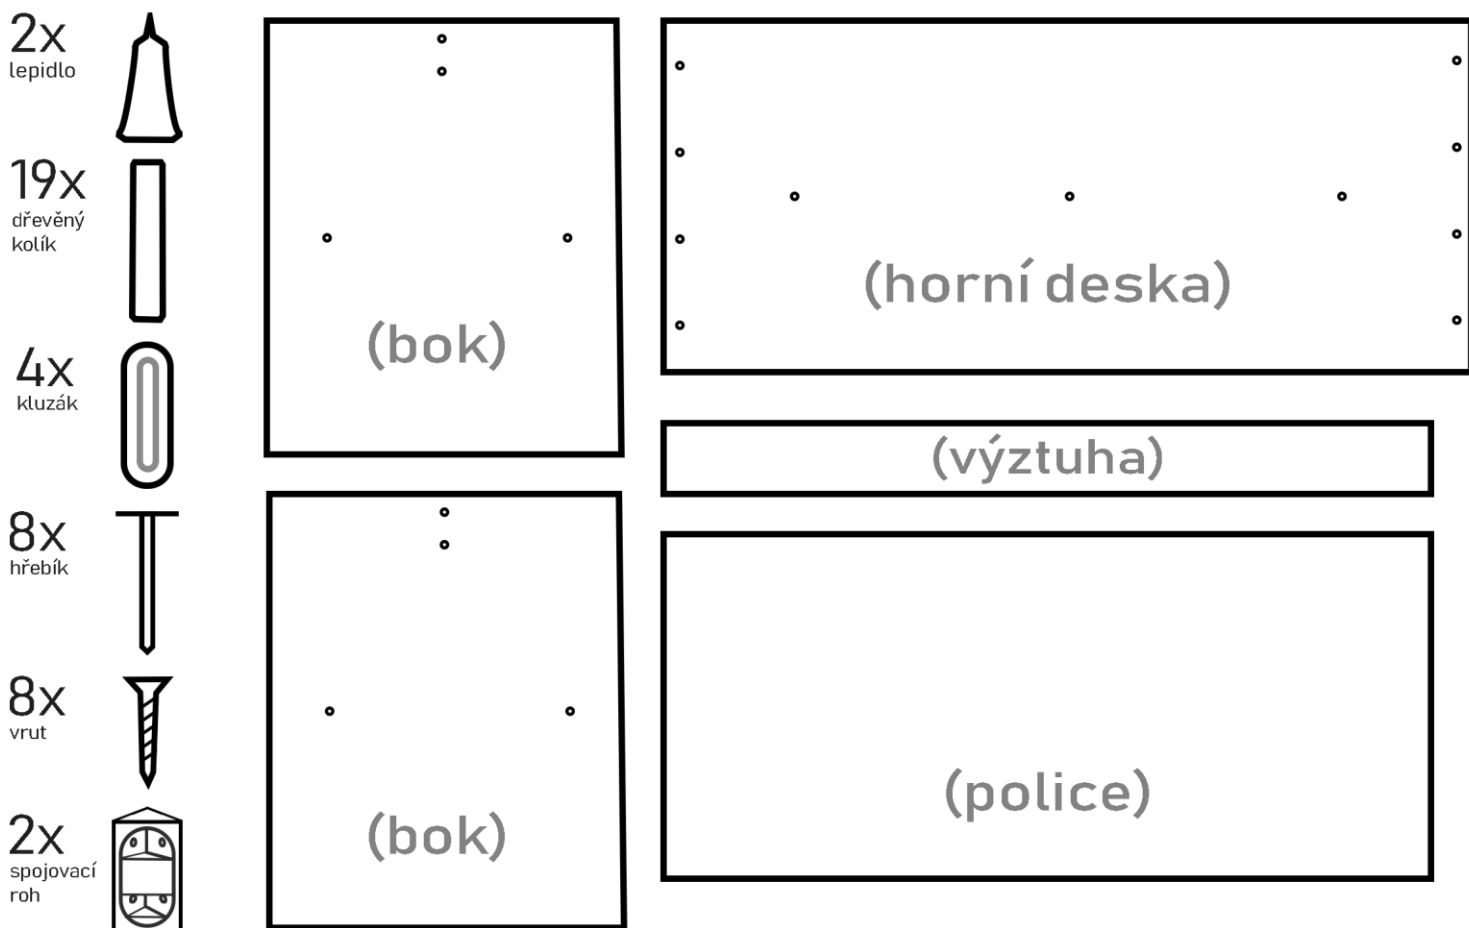 2x
lepidlo
19x
dřevěný
kolík
4x
kluzák
8x
hřebík
8x
vrut
2x
spojovací
roh
(bok)
(bok)
(horní deska)
(výztuha)
(police)